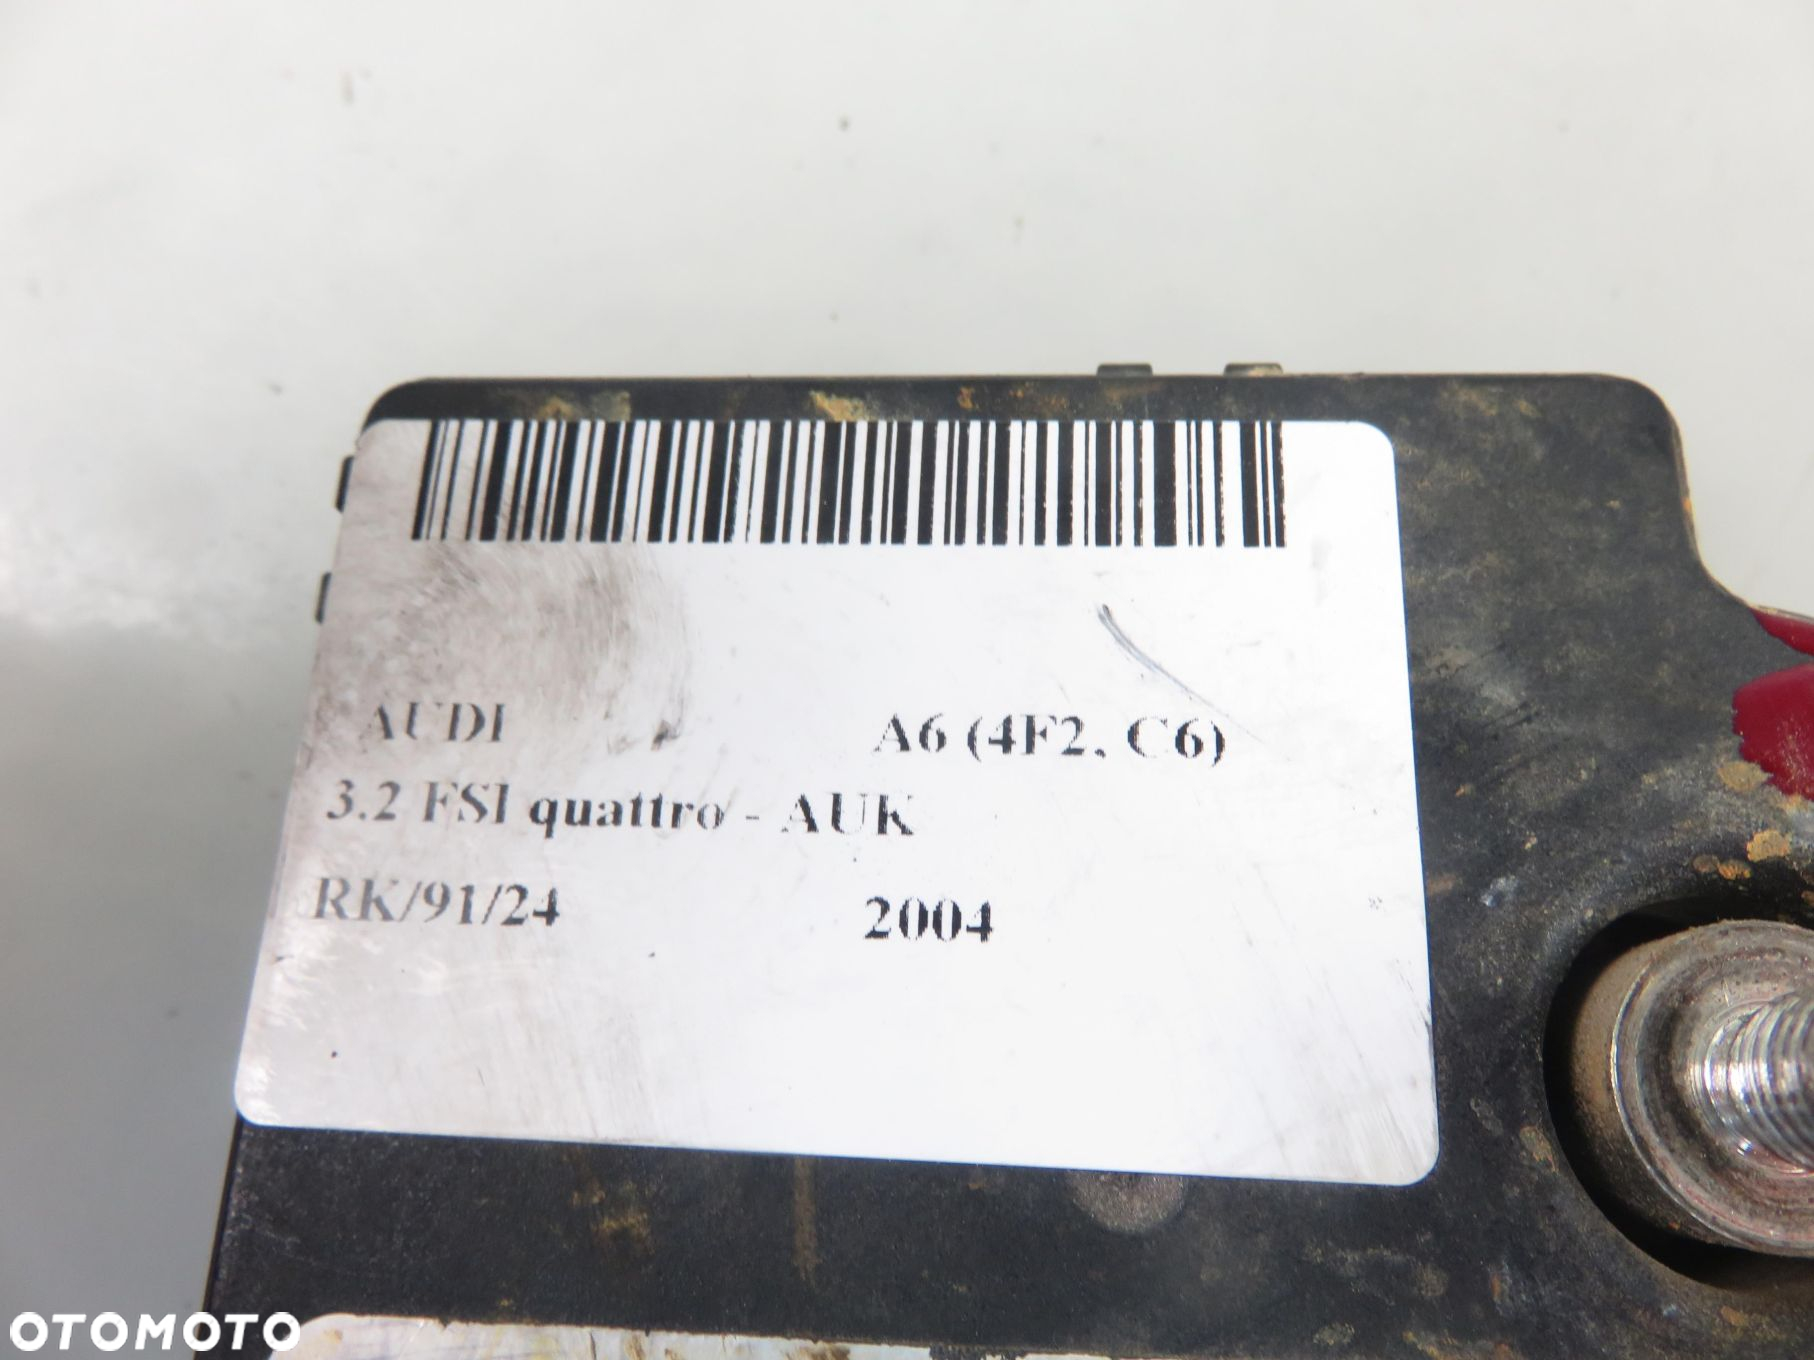 AUDI A6 (4F2, C6)
3.2 FSI quattro - AUK
RK/91/24 2004
OTOMOTO